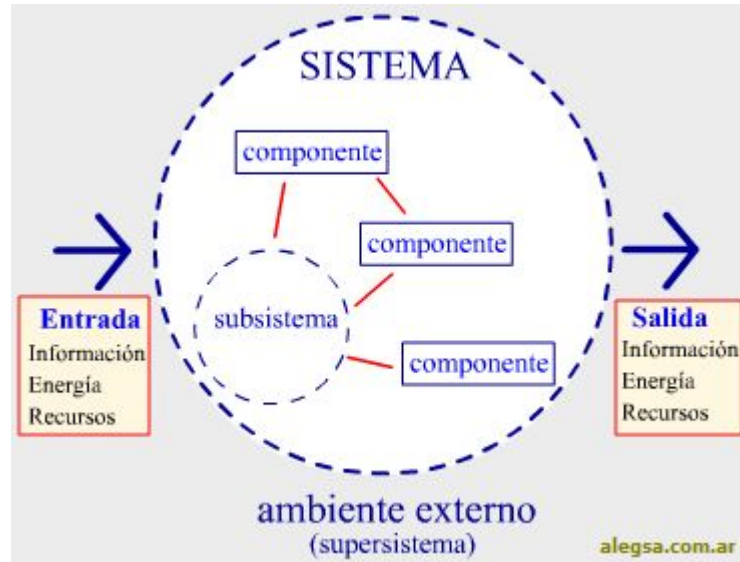 SISTEMA
componente
componente
subsistema
componente
Entrada
Información
Energía
Recursos
Salida
Información
Energía
Recursos
ambiente externo
(supersistema)
alegsa.com.ar